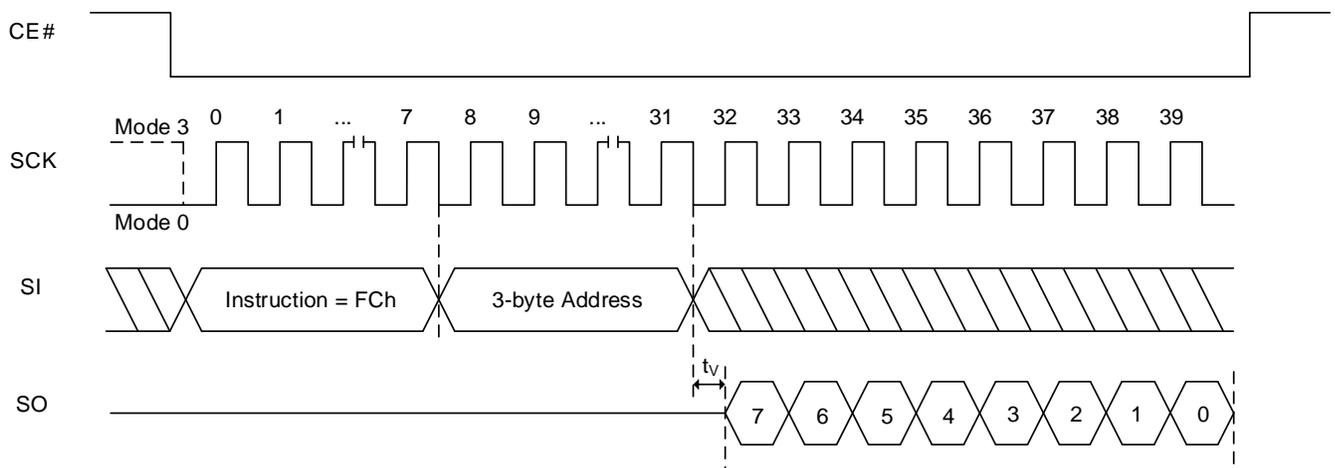 CE#
Mode 3 0 1 ... 7 8 9 ... 31 32 33 34 35 36 37 38 39
SCK
Mode 0
SI Instruction = FCh 3-byte Address
tV
SO 7 6 5 4 3 2 1 0